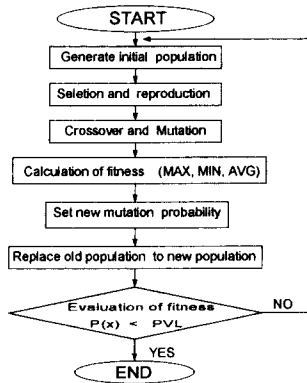 START
Generate initial population
Seletion and reproduction
Crossover and Mutation
Calculation of fitness (MAX, MIN, AVG)
Set new mutation probability
Replace old population to new population
Evaluation of fitness
P(x) < PVL
NO
YES
END